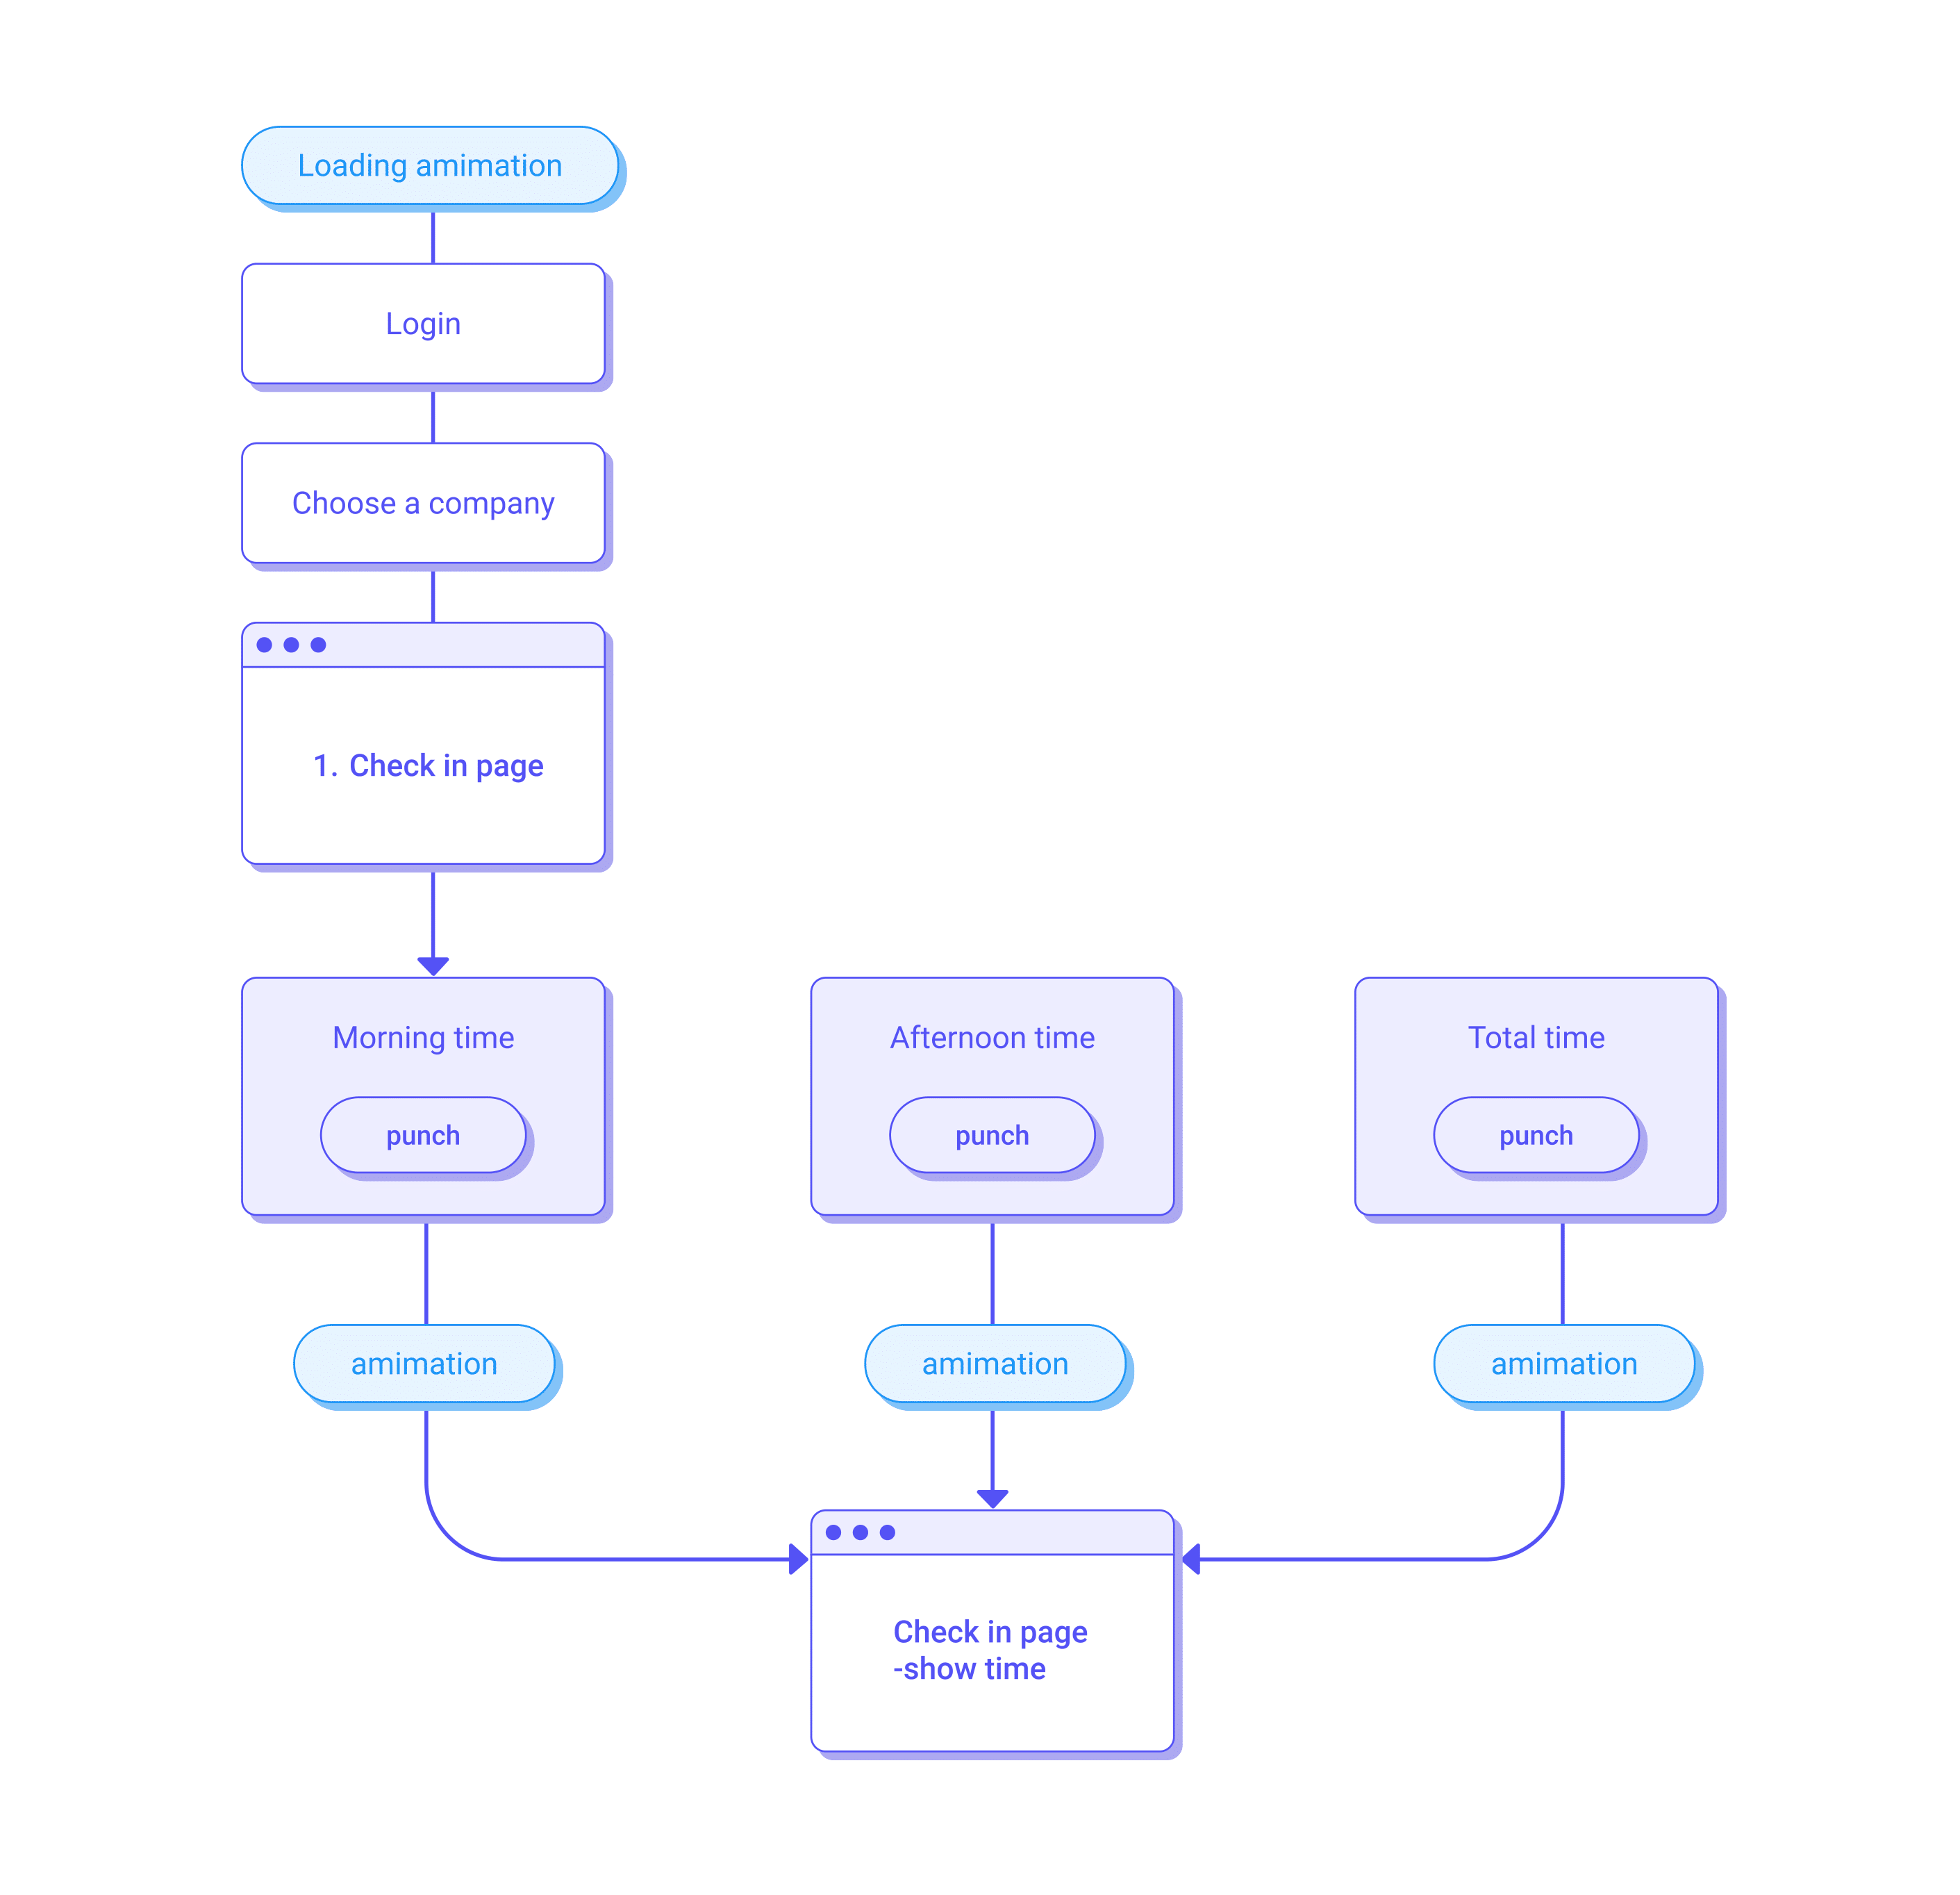 Loading amimation
Login
Choose a company
1. Check in page
Morning time
punch
Afternoon time
punch
Total time
punch
amimation
amimation
amimation
Check in page
-show time